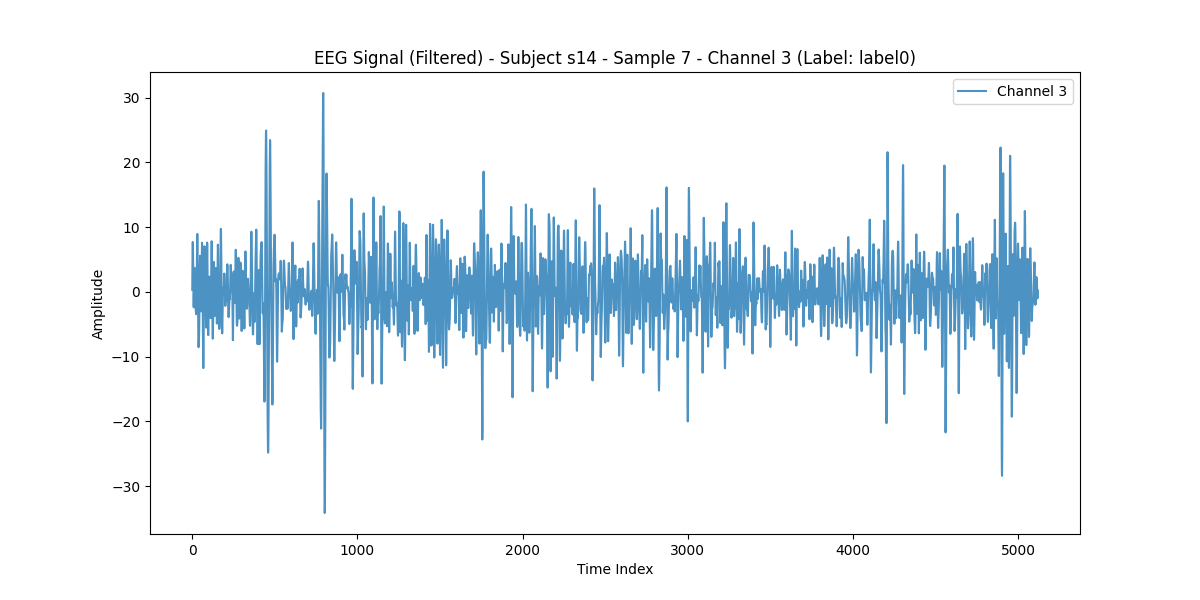 EEG Signal (Filtered) - Subject s14 - Sample 7 - Channel 3 (Label: label0)
Channel 3
30
20
10
0
−10
−20
−30
Amplitude
0 1000 2000 3000 4000 5000
Time Index